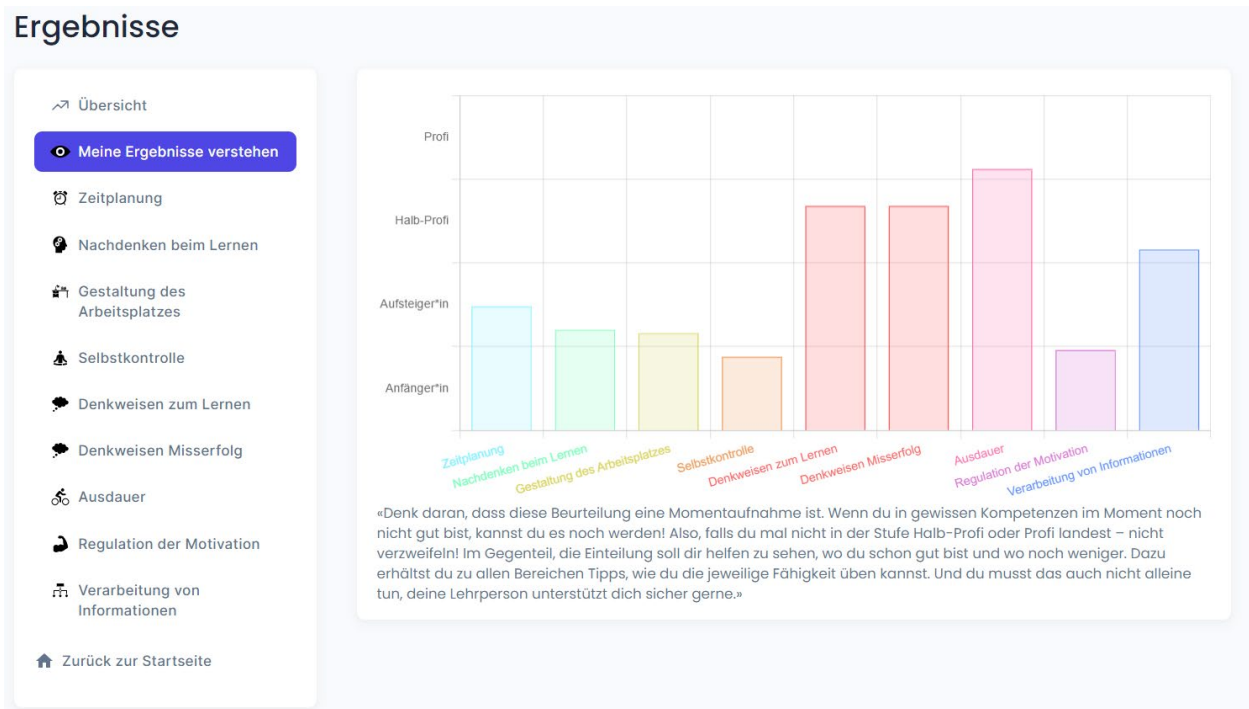 Ergebnisse
Übersicht
Meine Ergebnisse verstehen
Zeitplanung
Nachdenken beim Lernen
Gestaltung des
Arbeitsplatzes
Selbstkontrolle
Denkweisen zum Lernen
Denkweisen Misserfolg
Ausdauer
Regulation der Motivation
Verarbeitung von
Informationen
Zurück zur Startseite
Profi
Halb-Profi
Aufsteiger*in
Anfänger*in
Zeitplanung
Nachdenken beim Lernen
Gestaltung des Arbeitsplatzes
Selbstkontrolle
Denkweisen zum Lernen
Denkweisen Misserfolg
Ausdauer
Regulation der Motivation
Verarbeitung von Informationen
«Denk daran, dass diese Beurteilung eine Momentaufnahme ist. Wenn du in gewissen Kompetenzen im Moment noch
nicht gut bist, kannst du es noch werden! Also, falls du mal nicht in der Stufe Halb-Profi oder Profi landest – nicht
verzweifeln! Im Gegenteil, die Einteilung soll dir helfen zu sehen, wo du schon gut bist und wo noch weniger. Dazu
erhältst du zu allen Bereichen Tipps, wie du die jeweilige Fähigkeit üben kannst. Und du musst das auch nicht alleine
tun, deine Lehrperson unterstützt dich sicher gerne.»